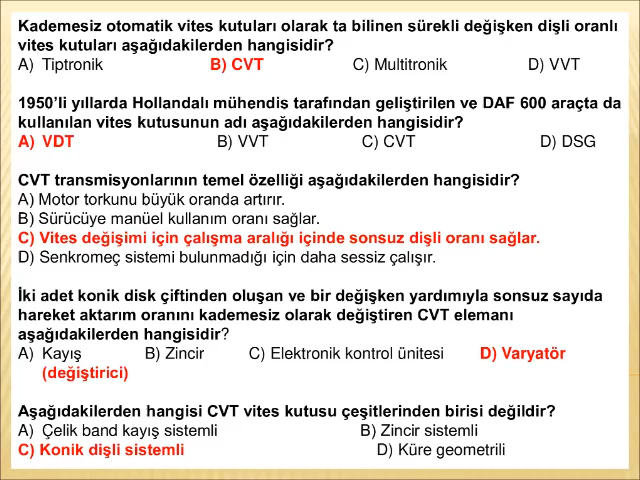 Kademesiz otomatik vites kutuları olarak ta bilinen sürekli değişken dişli oranlı
vites kutuları aşağıdakilerden hangisidir?
A) Tiptronik B) CVT C) Multitronik D) VVT
1950’li yıllarda Hollandalı mühendis tarafından geliştirilen ve DAF 600 araçta da
kullanılan vites kutusunun adı aşağıdakilerden hangisidir?
A) VDT B) VVT C) CVT D) DSG
CVT transmisyonlarının temel özelliği aşağıdakilerden hangisidir?
A) Motor torkunu büyük oranda artırır.
B) Sürücüye manüel kullanım oranı sağlar.
C) Vites değişimi için çalışma aralığı içinde sonsuz dişli oranı sağlar.
D) Senkromeç sistemi bulunmadığı için daha sessiz çalışır.
İki adet konik disk çiftinden oluşan ve bir değişken yardımıyla sonsuz sayıda
hareket aktarım oranını kademesiz olarak değiştiren CVT elemanı
aşağıdakilerden hangisidir?
A) Kayış B) Zincir C) Elektronik kontrol ünitesi D) Varyatör
(değiştirici)
Aşağıdakilerden hangisi CVT vites kutusu çeşitlerinden birisi değildir?
A) Çelik band kayış sistemli B) Zincir sistemli
C) Konik dişli sistemli D) Küre geometrili